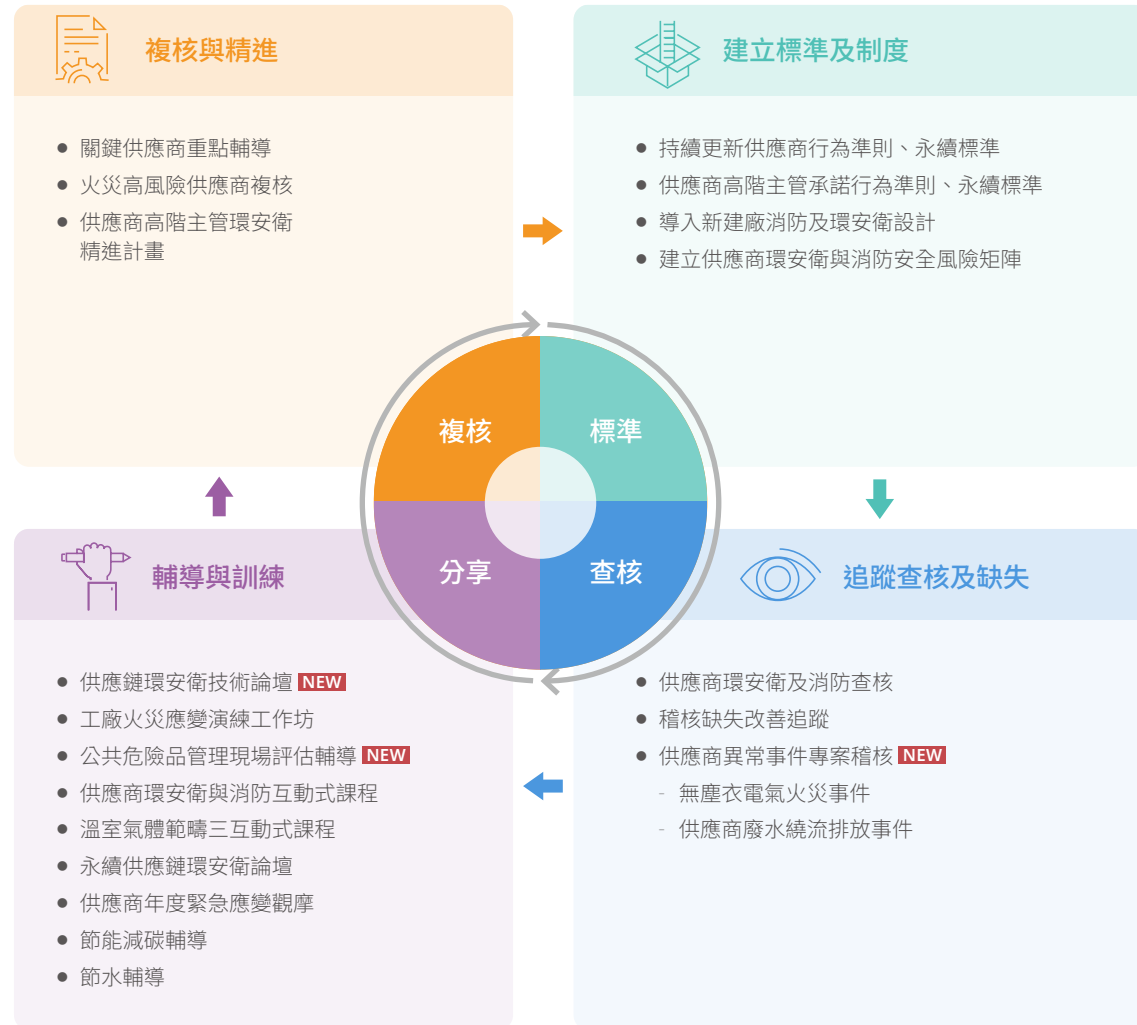 複核與精進
● 關鍵供應商重點輔導
● 火災高風險供應商複核
● 供應商高階主管環安衛
精進計畫
建立標準及制度
● 持續更新供應商行為準則、永續標準
● 供應商高階主管承諾行為準則、永續標準
● 導入新建廠消防及環安衛設計
● 建立供應商環安衛與消防安全風險矩陣
複核
標準
分享
查核
輔導與訓練
● 供應鏈環安衛技術論壇 NEW
● 工廠火災應變演練工作坊
● 公共危險品管理現場評估輔導 NEW
● 供應商環安衛與消防互動式課程
● 溫室氣體範疇三互動式課程
● 永續供應鏈環安衛論壇
● 供應商年度緊急應變觀摩
● 節能減碳輔導
● 節水輔導
追蹤查核及缺失
● 供應商環安衛及消防查核
● 稽核缺失改善追蹤
● 供應商異常事件專案稽核 NEW
- 無塵衣電氣火災事件
- 供應商廢水繞流排放事件